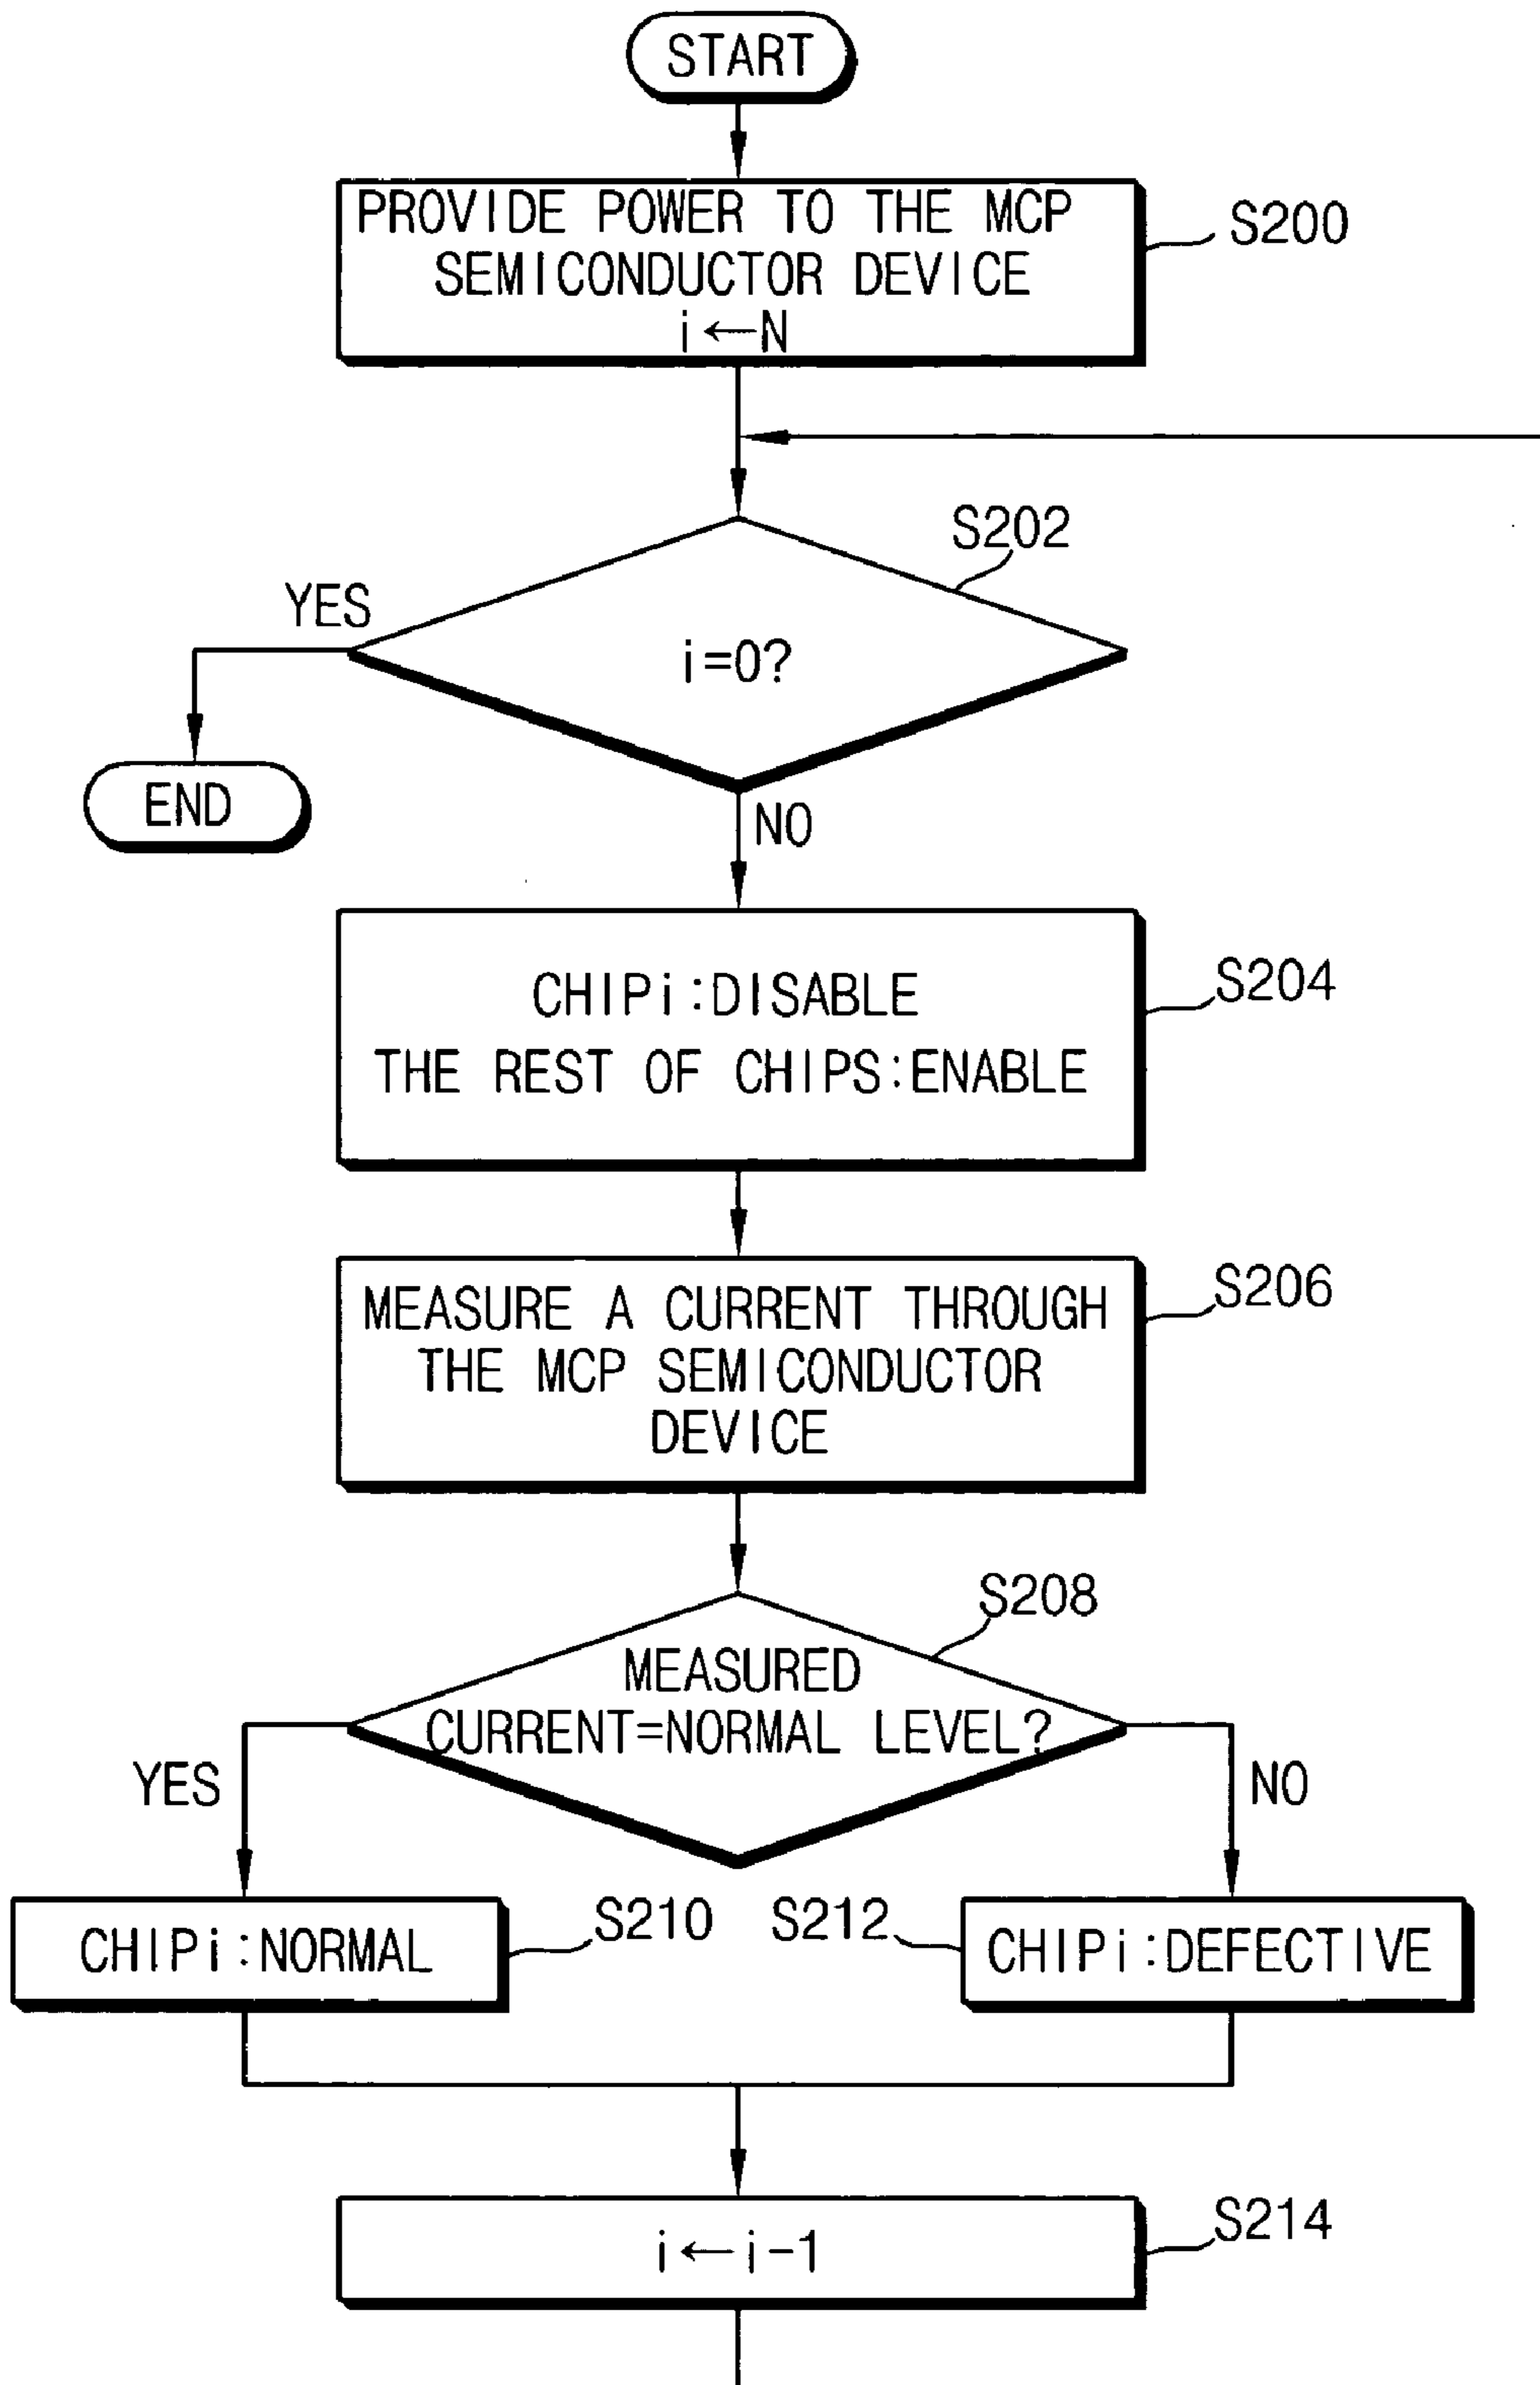 START
PROVIDE POWER TO THE MCP
SEMICONDUCTOR DEVICE
i←N
S200
S202
YES
i=0?
END
NO
CHIPi:DISABLE
THE REST OF CHIPS:ENABLE
S204
MEASURE A CURRENT THROUGH
THE MCP SEMICONDUCTOR
DEVICE
S206
S208
MEASURED
CURRENT=NORMAL LEVEL?
YES
NO
CHIPi:NORMAL
S210
S212
CHIPi:DEFECTIVE
i←i-1
S214